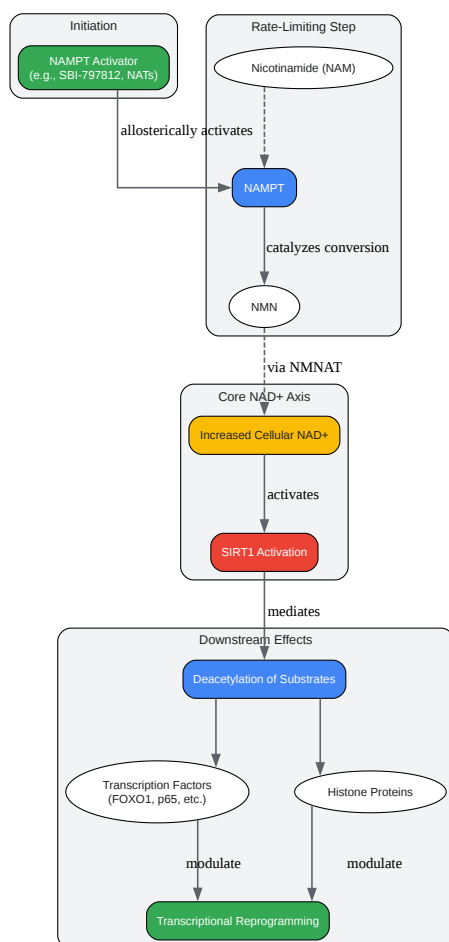 Initiation
NAMPT Activator
(e.g., SBI-797812, NATs)
Rate-Limiting Step
Nicotinamide (NAM)
allosterically activates
NAMPT
catalyzes conversion
NMN
via NMNAT
Core NAD+ Axis
Increased Cellular NAD+
activates
SIRT1 Activation
mediates
Downstream Effects
Deacetylation of Substrates
Transcription Factors
(FOXO1, p65, etc.)
Histone Proteins
modulate
modulate
Transcriptional Reprogramming